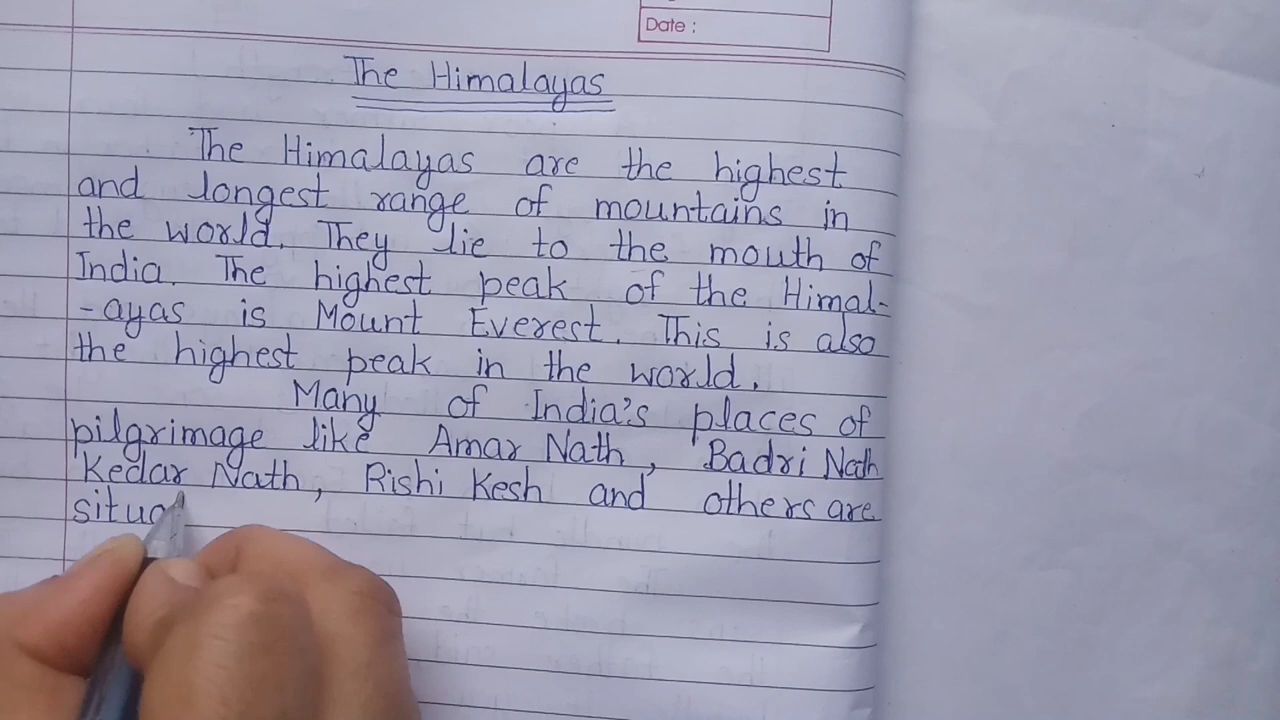 Date :
The Himalayas
The Himalayas are the highest
and longest range of mountains in
the world. They lie to the mouth of
India. The highest peak of the Himal-
-ayas is Mount Everest. This is also
the highest peak in the world.
Many of India's places of
pilgrimage like Amar Nath, Badri Nath
Kedar Nath, Rishi Kesh and others are
situa